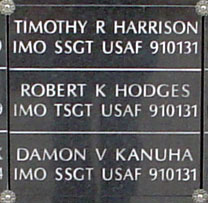 TIMOTHY R HARRISON
IMO SSGT USAF 910131
ROBERT K HODGES
IMO TSGT USAF 910131
DAMON V KANUHA
IMO SSGT USAF 910131